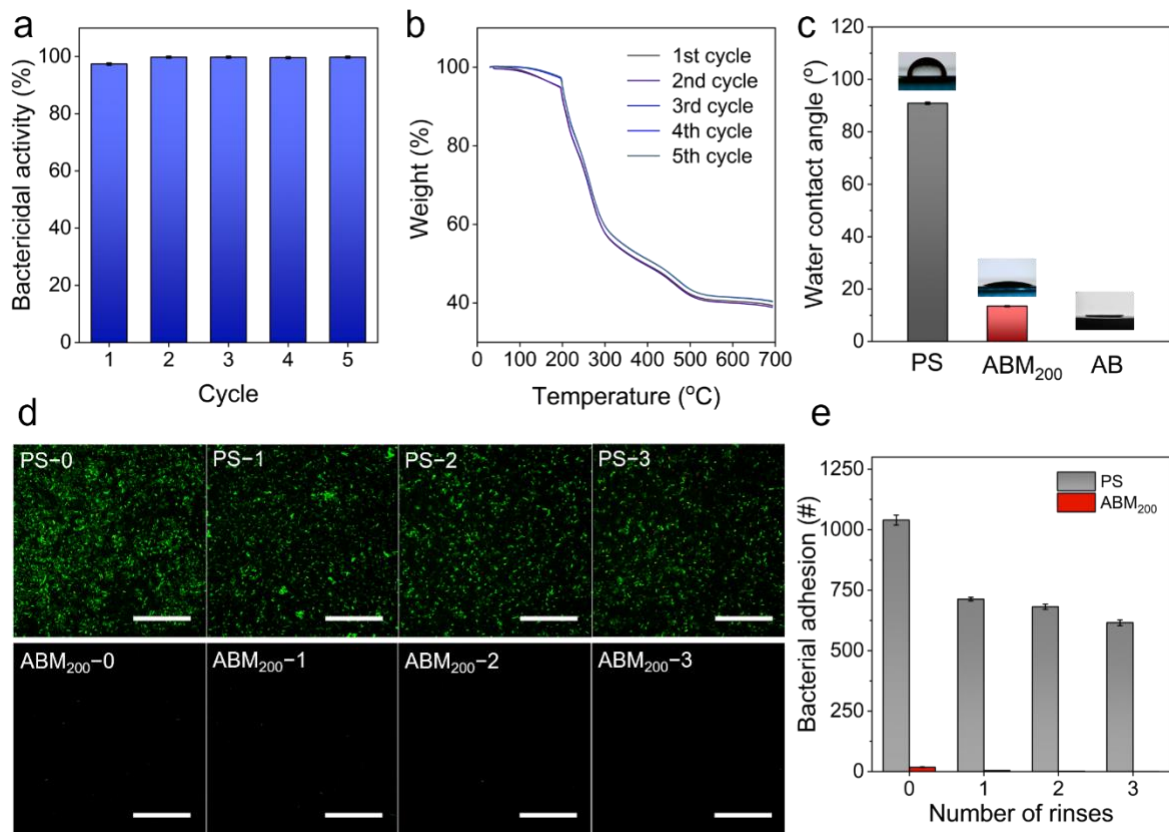 a
Bactericidal activity (%)
100
80
60
40
20
0
1 2 3 4 5
Cycle
b
Weight (%)
100
80
60
40
0 100 200 300 400 500 600 700
Temperature (°C)
1st cycle
2nd cycle
3rd cycle
4th cycle
5th cycle
c
Water contact angle (°)
120
100
80
60
40
20
0
PS ABM₂₀₀ AB
d
PS−0 PS−1 PS−2 PS−3
ABM₂₀₀−0 ABM₂₀₀−1 ABM₂₀₀−2 ABM₂₀₀−3
e
Bacterial adhesion (#)
1250
1000
750
500
250
0
PS
ABM₂₀₀
0 1 2 3
Number of rinses